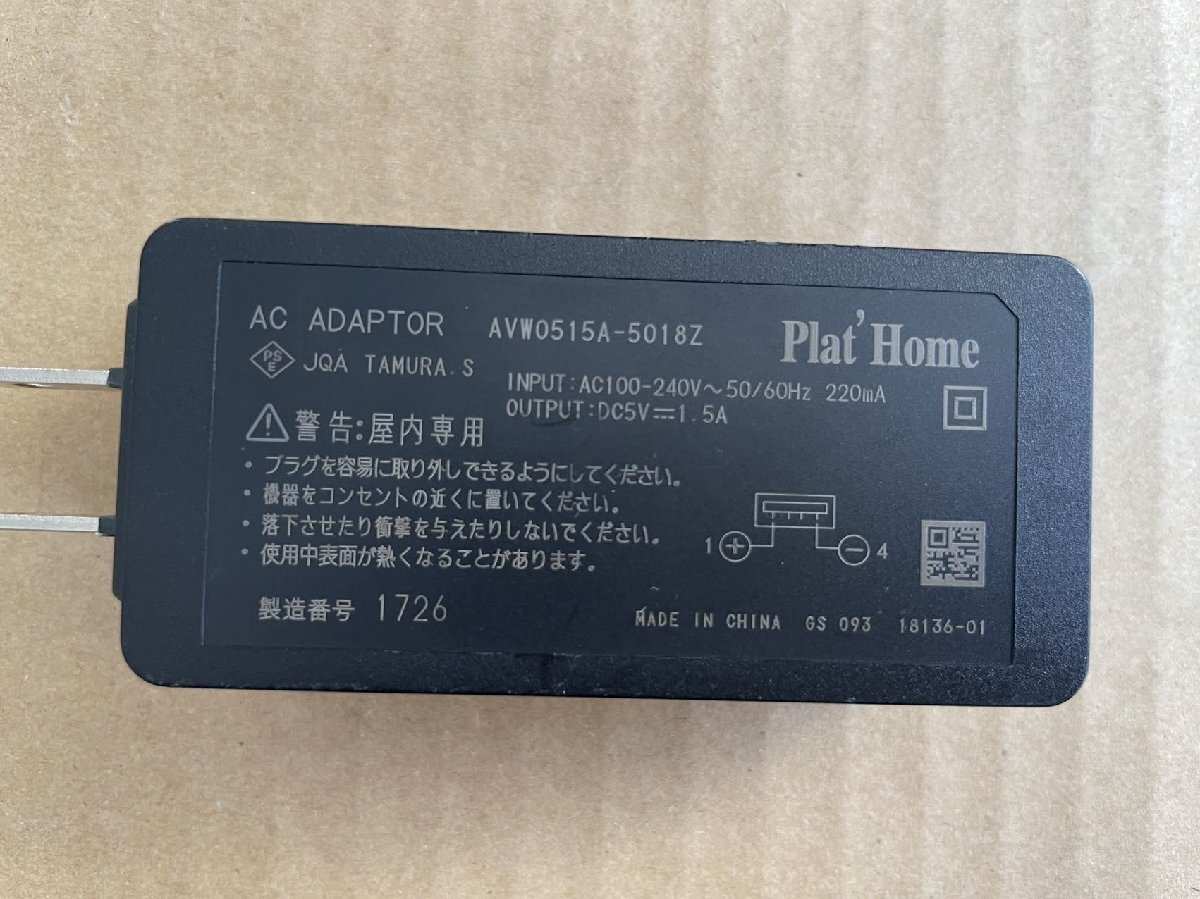 AC ADAPTOR AVW0515A-5018Z
Plat'Home
PSE JQA TAMURA.S
INPUT:AC100-240V～50/60Hz 220mA
OUTPUT:DC5V⎓1.5A
⚠警告:屋内専用
・プラグを容易に取り外しできるようにしてください。
・機器をコンセントの近くに置いてください。
・落下させたり衝撃を与えたりしないでください。
・使用中表面が熱くなることがあります。
1 + − 4
製造番号 1726
MADE IN CHINA GS 093 18136-01